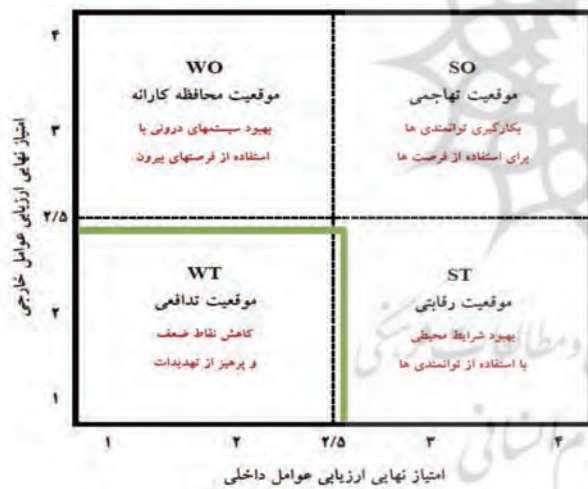 امتیاز نهایی ارزیابی عوامل خارجی
۴
۳
۲/۵
۲
۱
SO
موقعیت تهاجمی
بکارگیری توانمندی ها
برای استفاده از فرصت ها
WO
موقعیت محافظه کارانه
بهبود سیستمهای درونی با
استفاده از فرصتهای بیرون
ST
موقعیت رقابتی
بهبود شرایط محیطی
با استفاده از توانمندی ها
WT
موقعیت تدافعی
کاهش نقاط ضعف
و پرهیز از تهدیدات
۱ ۲ ۲/۵ ۳ ۴
امتیاز نهایی ارزیابی عوامل داخلی
ومطالعات فرهنگی